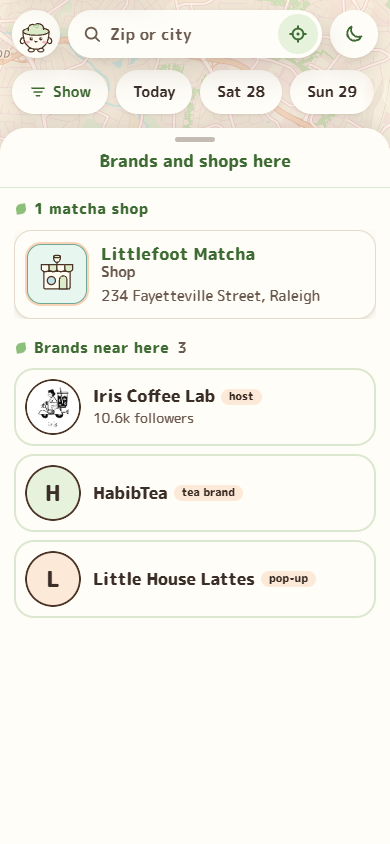 Zip or city
Show
Today
Sat 28
Sun 29
Brands and shops here
1 matcha shop
Littlefoot Matcha
Shop
234 Fayetteville Street, Raleigh
Brands near here 3
Iris Coffee Lab host
10.6k followers
H
HabibTea tea brand
L
Little House Lattes pop-up